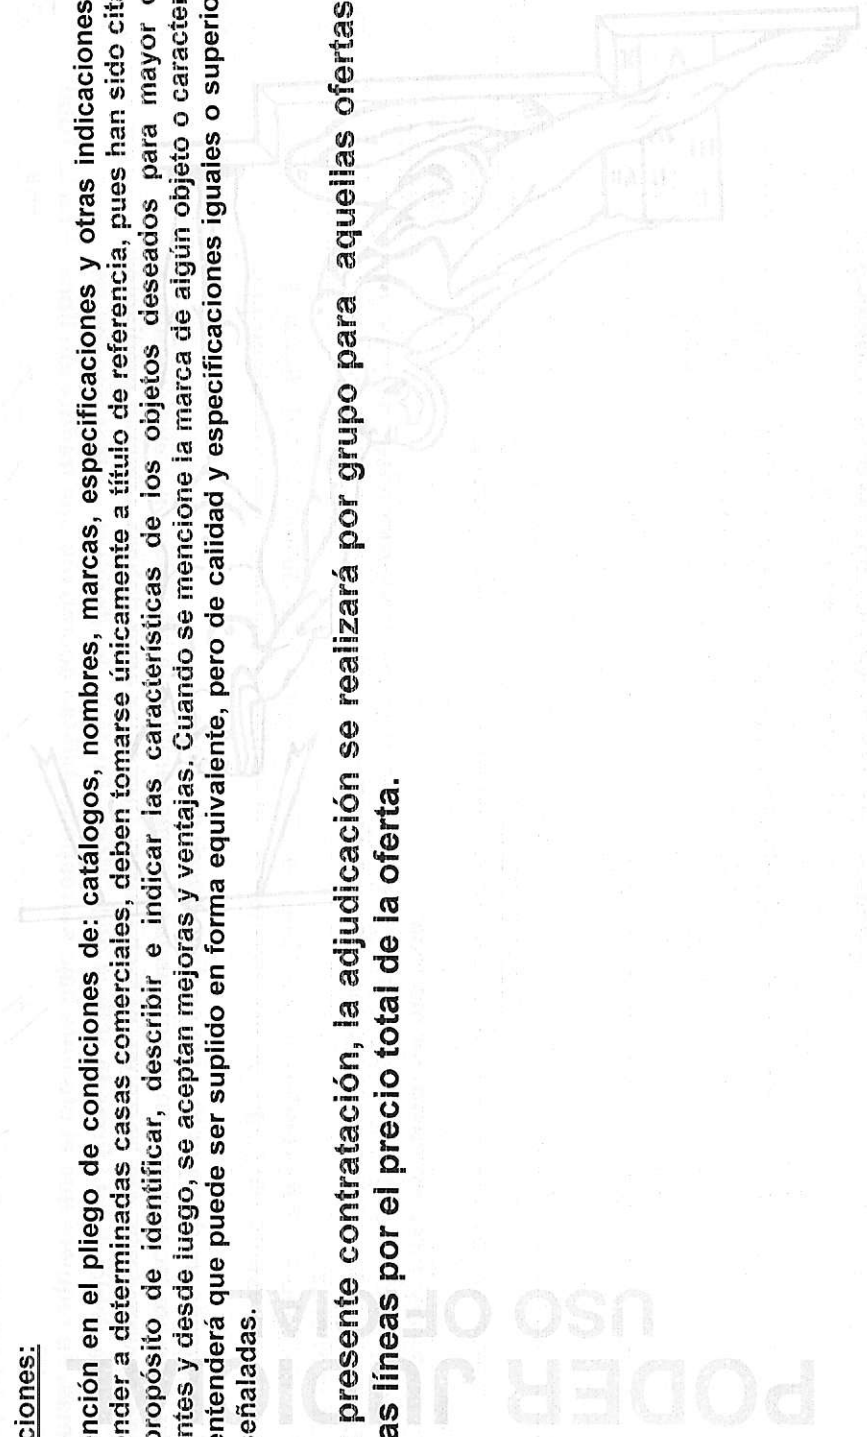 ciones:
nción en el pliego de condiciones de: catálogos, nombres, marcas, especificaciones y otras indicaciones
onder a determinadas casas comerciales, deben tomarse únicamente a título de referencia, pues han sido cit
propósito de identificar, describir e indicar las características de los objetos deseados para mayor
ntes y desde luego, se aceptan mejoras y ventajas. Cuando se mencione la marca de algún objeto o caracter
entenderá que puede ser suplido en forma equivalente, pero de calidad y especificaciones iguales o superio
eñaladas.
presente contratación, la adjudicación se realizará por grupo para aquellas ofertas
as líneas por el precio total de la oferta.
PODER JUDICIAL
USO OFICIAL